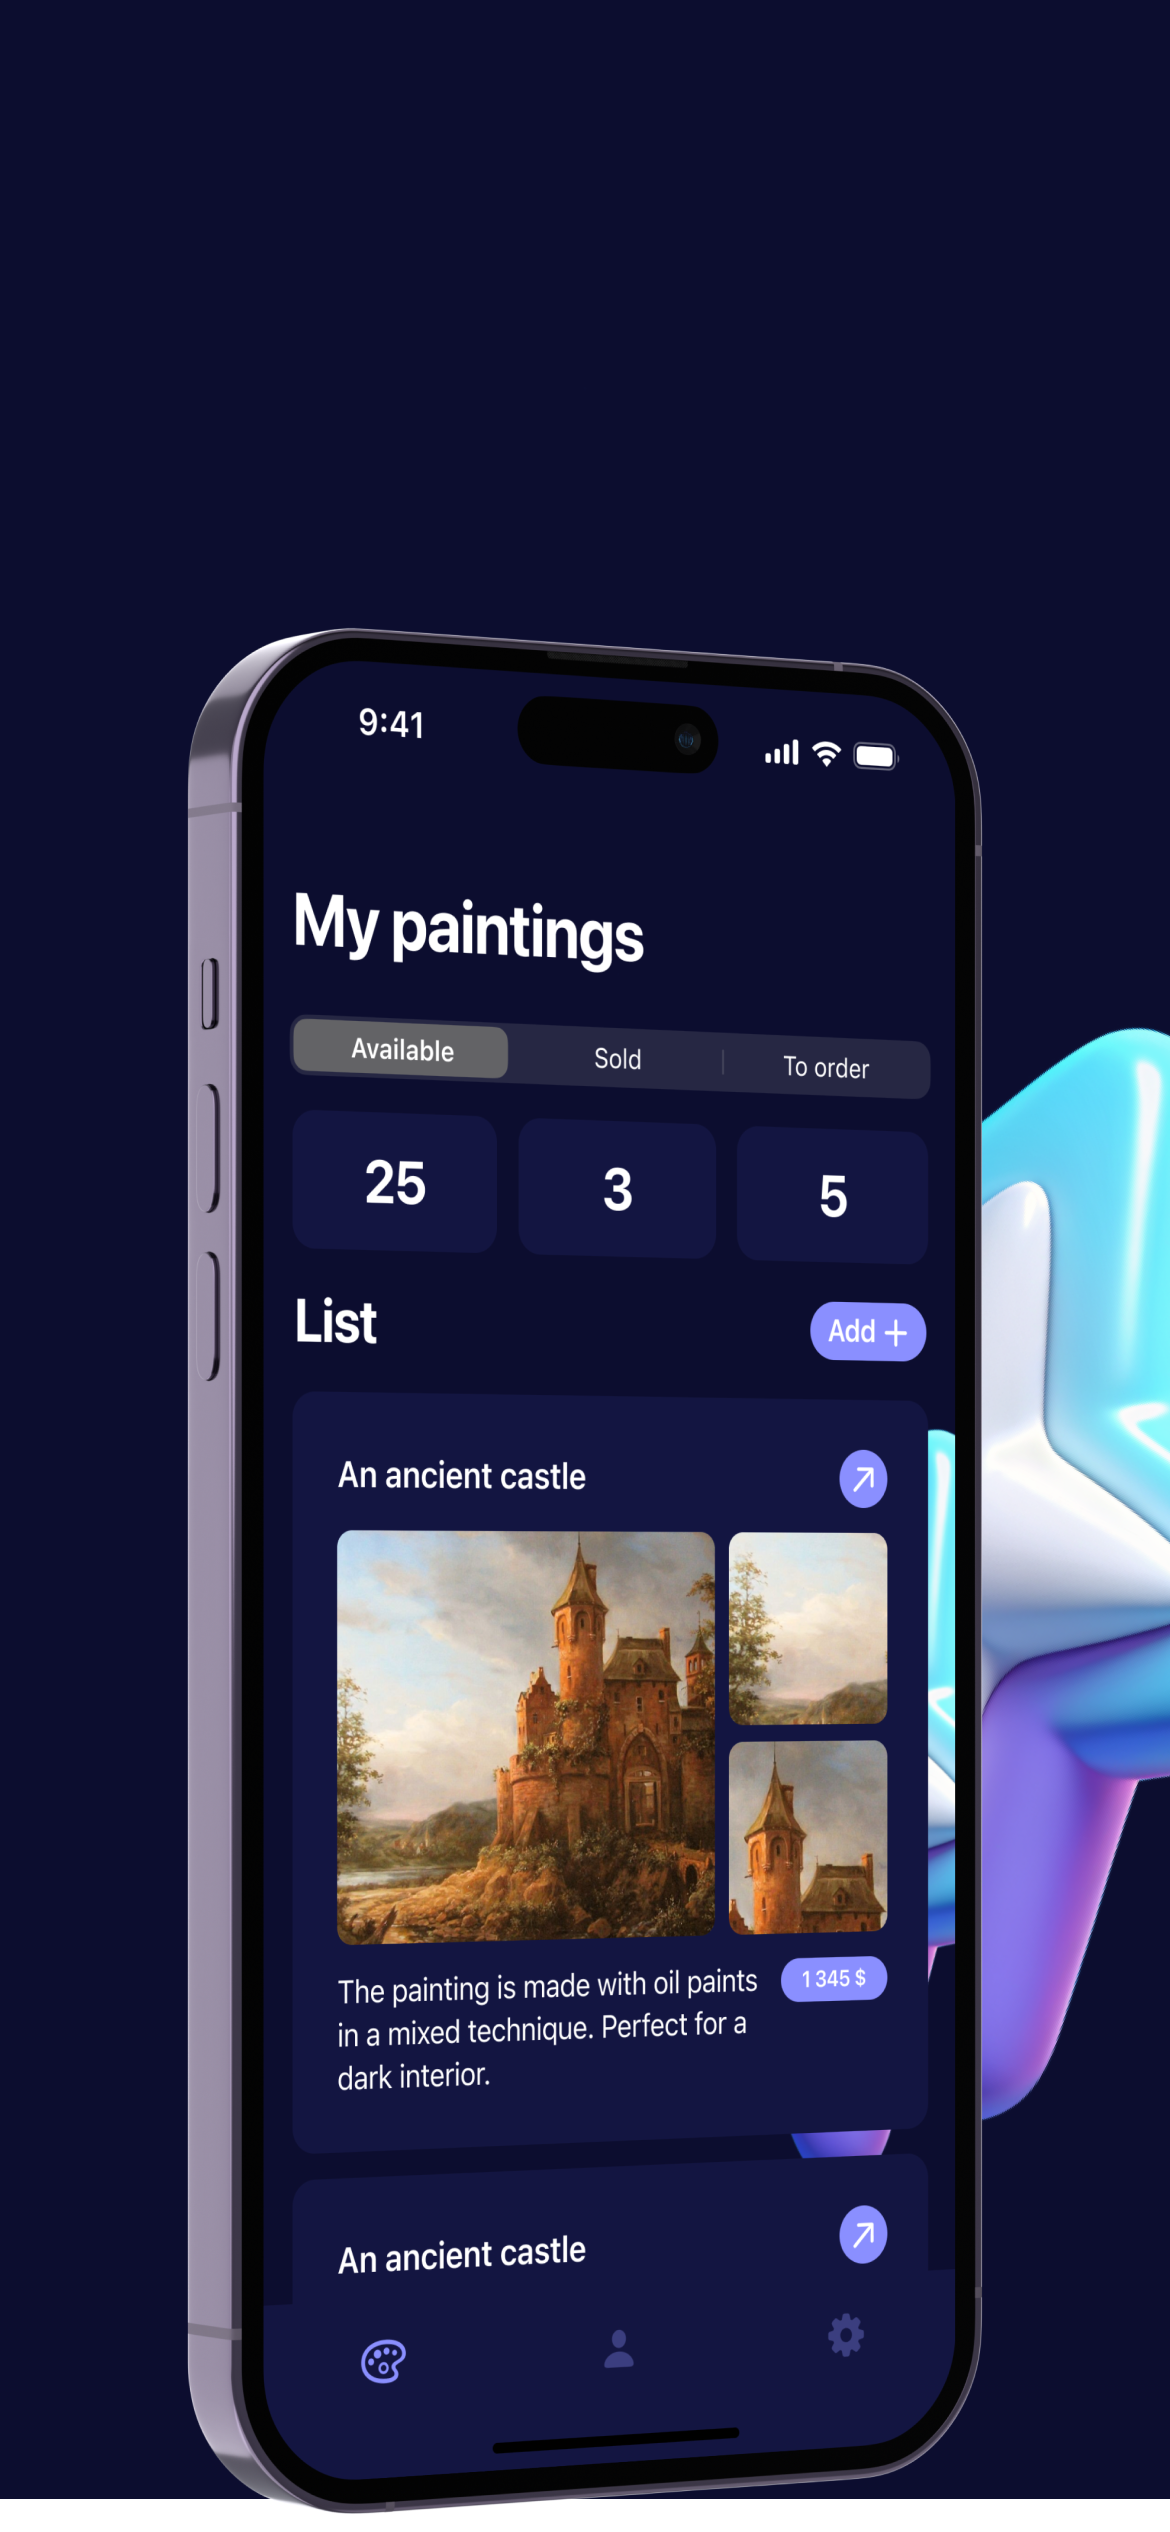 9:41
My paintings
Available Sold To order
25 3 5
List Add +
An ancient castle
The painting is made with oil paints 1 345 $
in a mixed technique. Perfect for a
dark interior.
An ancient castle